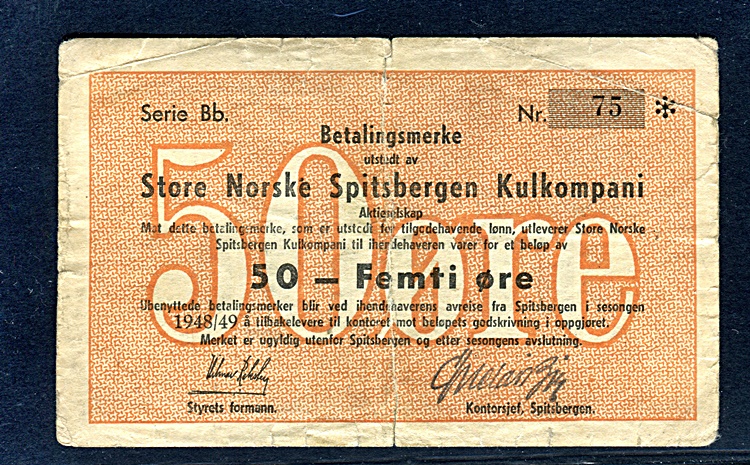 Serie Bb.
Nr. 75 *
Betalingsmerke
utstedt av
Store Norske Spitsbergen Kulkompani
Aktieselskap
Mot dette betalingsmerke, som er utstedt for tilgodehavende lønn, utleverer Store Norske
Spitsbergen Kulkompani til ihendehaveren varer for et beløp av
50 — Femti øre
50 øre
Ubenyttede betalingsmerker blir ved ihendehaverens avreise fra Spitsbergen i sesongen
1948/49 å tilbakelevere til kontoret mot beløpets godskrivning i oppgjøret.
Merket er ugyldig utenfor Spitsbergen og etter sesongens avslutning.
Styrets formann.
Kontorsjef, Spitsbergen.